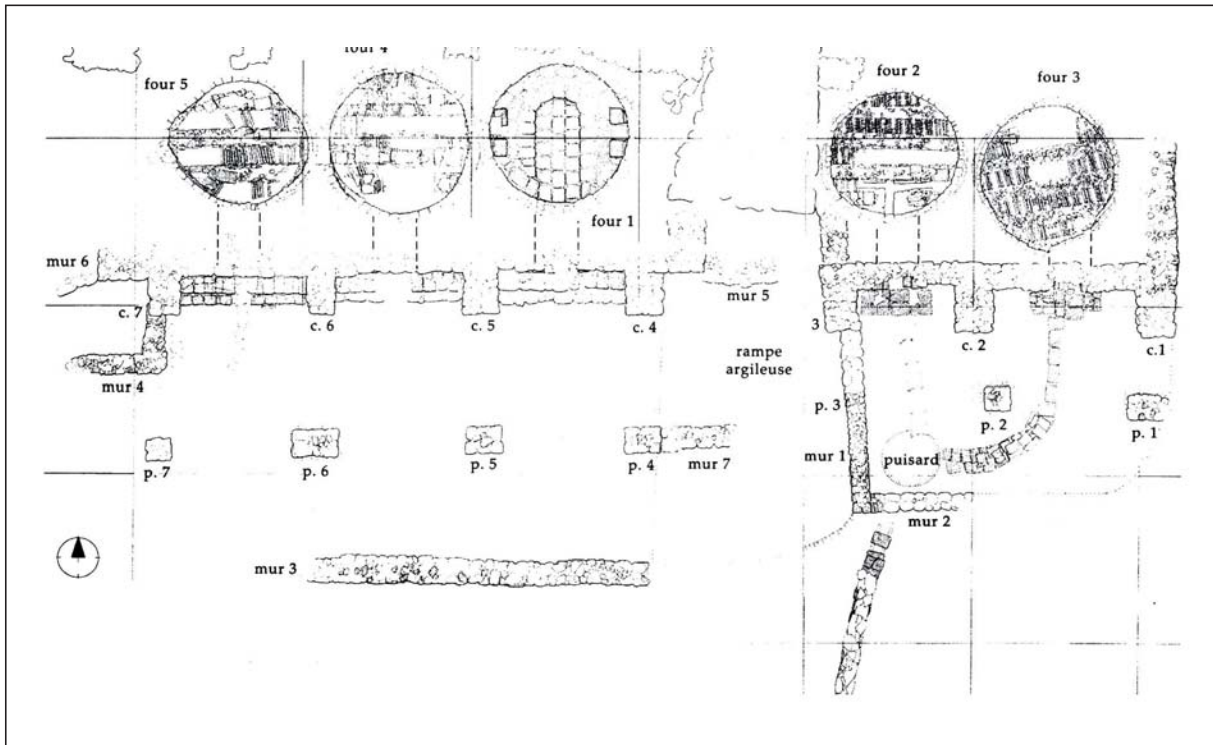 four 4
four 5
four 2
four 3
four 1
mur 6
mur 5
c. 7
c. 6
c. 5
c. 4
3
c. 2
c.1
rampe
argileuse
mur 4
p. 3
p. 2
p. 1
mur 1
puisard
p. 7
p. 6
p. 5
p. 4
mur 7
mur 2
mur 3